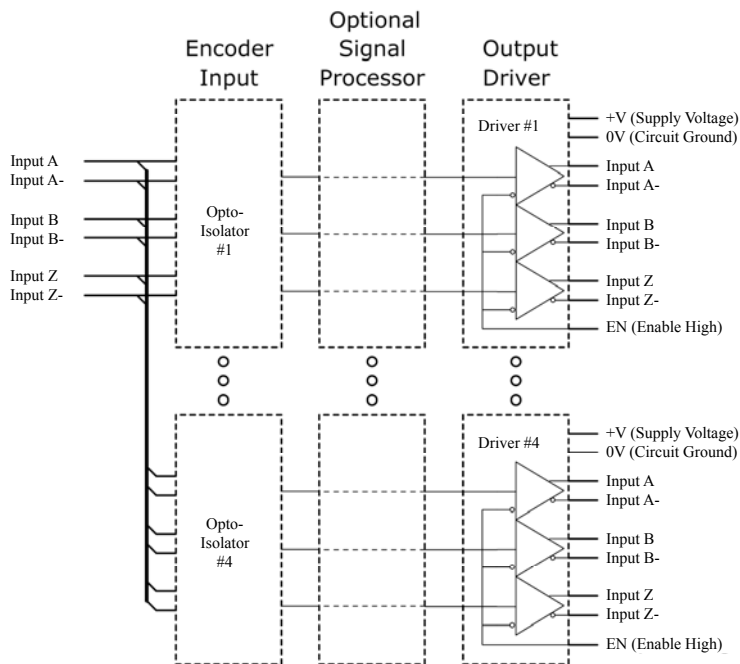 Encoder
Input
Optional
Signal
Processor
Output
Driver
Input A
Input A-
Input B
Input B-
Input Z
Input Z-
Opto-
Isolator
#1
Driver #1
+V (Supply Voltage)
0V (Circuit Ground)
Input A
Input A-
Input B
Input B-
Input Z
Input Z-
EN (Enable High)
Opto-
Isolator
#4
Driver #4
+V (Supply Voltage)
0V (Circuit Ground)
Input A
Input A-
Input B
Input B-
Input Z
Input Z-
EN (Enable High)